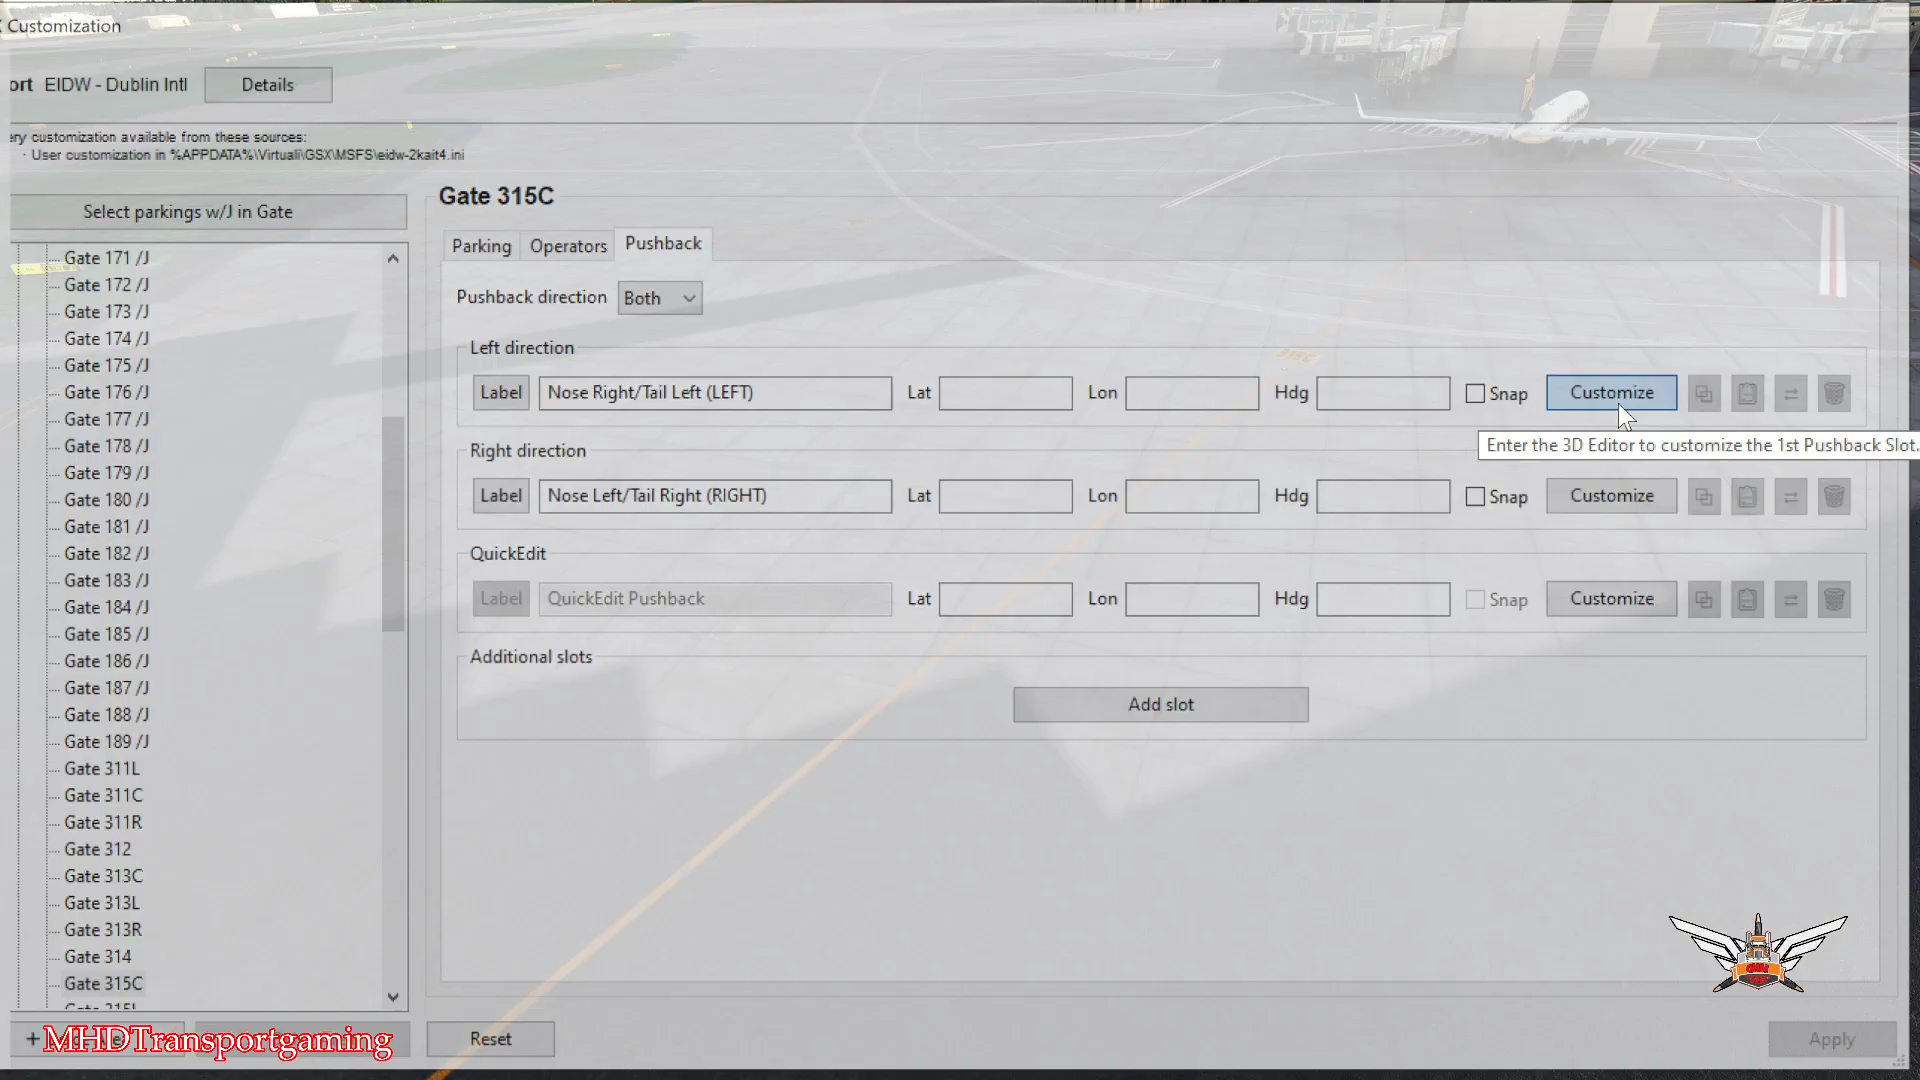 Customization
ort EIDW - Dublin Intl Details
ery customization available from these sources:
· User customization in %APPDATA%\Virtuali\GSX\MSFS\eidw-2kait4.ini
Select parkings w/J in Gate
Gate 171 /J
Gate 172 /J
Gate 173 /J
Gate 174 /J
Gate 175 /J
Gate 176 /J
Gate 177 /J
Gate 178 /J
Gate 179 /J
Gate 180 /J
Gate 181 /J
Gate 182 /J
Gate 183 /J
Gate 184 /J
Gate 185 /J
Gate 186 /J
Gate 187 /J
Gate 188 /J
Gate 189 /J
Gate 311L
Gate 311C
Gate 311R
Gate 312
Gate 313C
Gate 313L
Gate 313R
Gate 314
Gate 315C
Gate 315C
Parking Operators Pushback
Pushback direction Both
Left direction
Label Nose Right/Tail Left (LEFT) Lat Lon Hdg Snap Customize
Enter the 3D Editor to customize the 1st Pushback Slot.
Right direction
Label Nose Left/Tail Right (RIGHT) Lat Lon Hdg Snap Customize
QuickEdit
Label QuickEdit Pushback Lat Lon Hdg Snap Customize
Additional slots
Add slot
315C
+ MHDTransportgaming
Reset
Apply